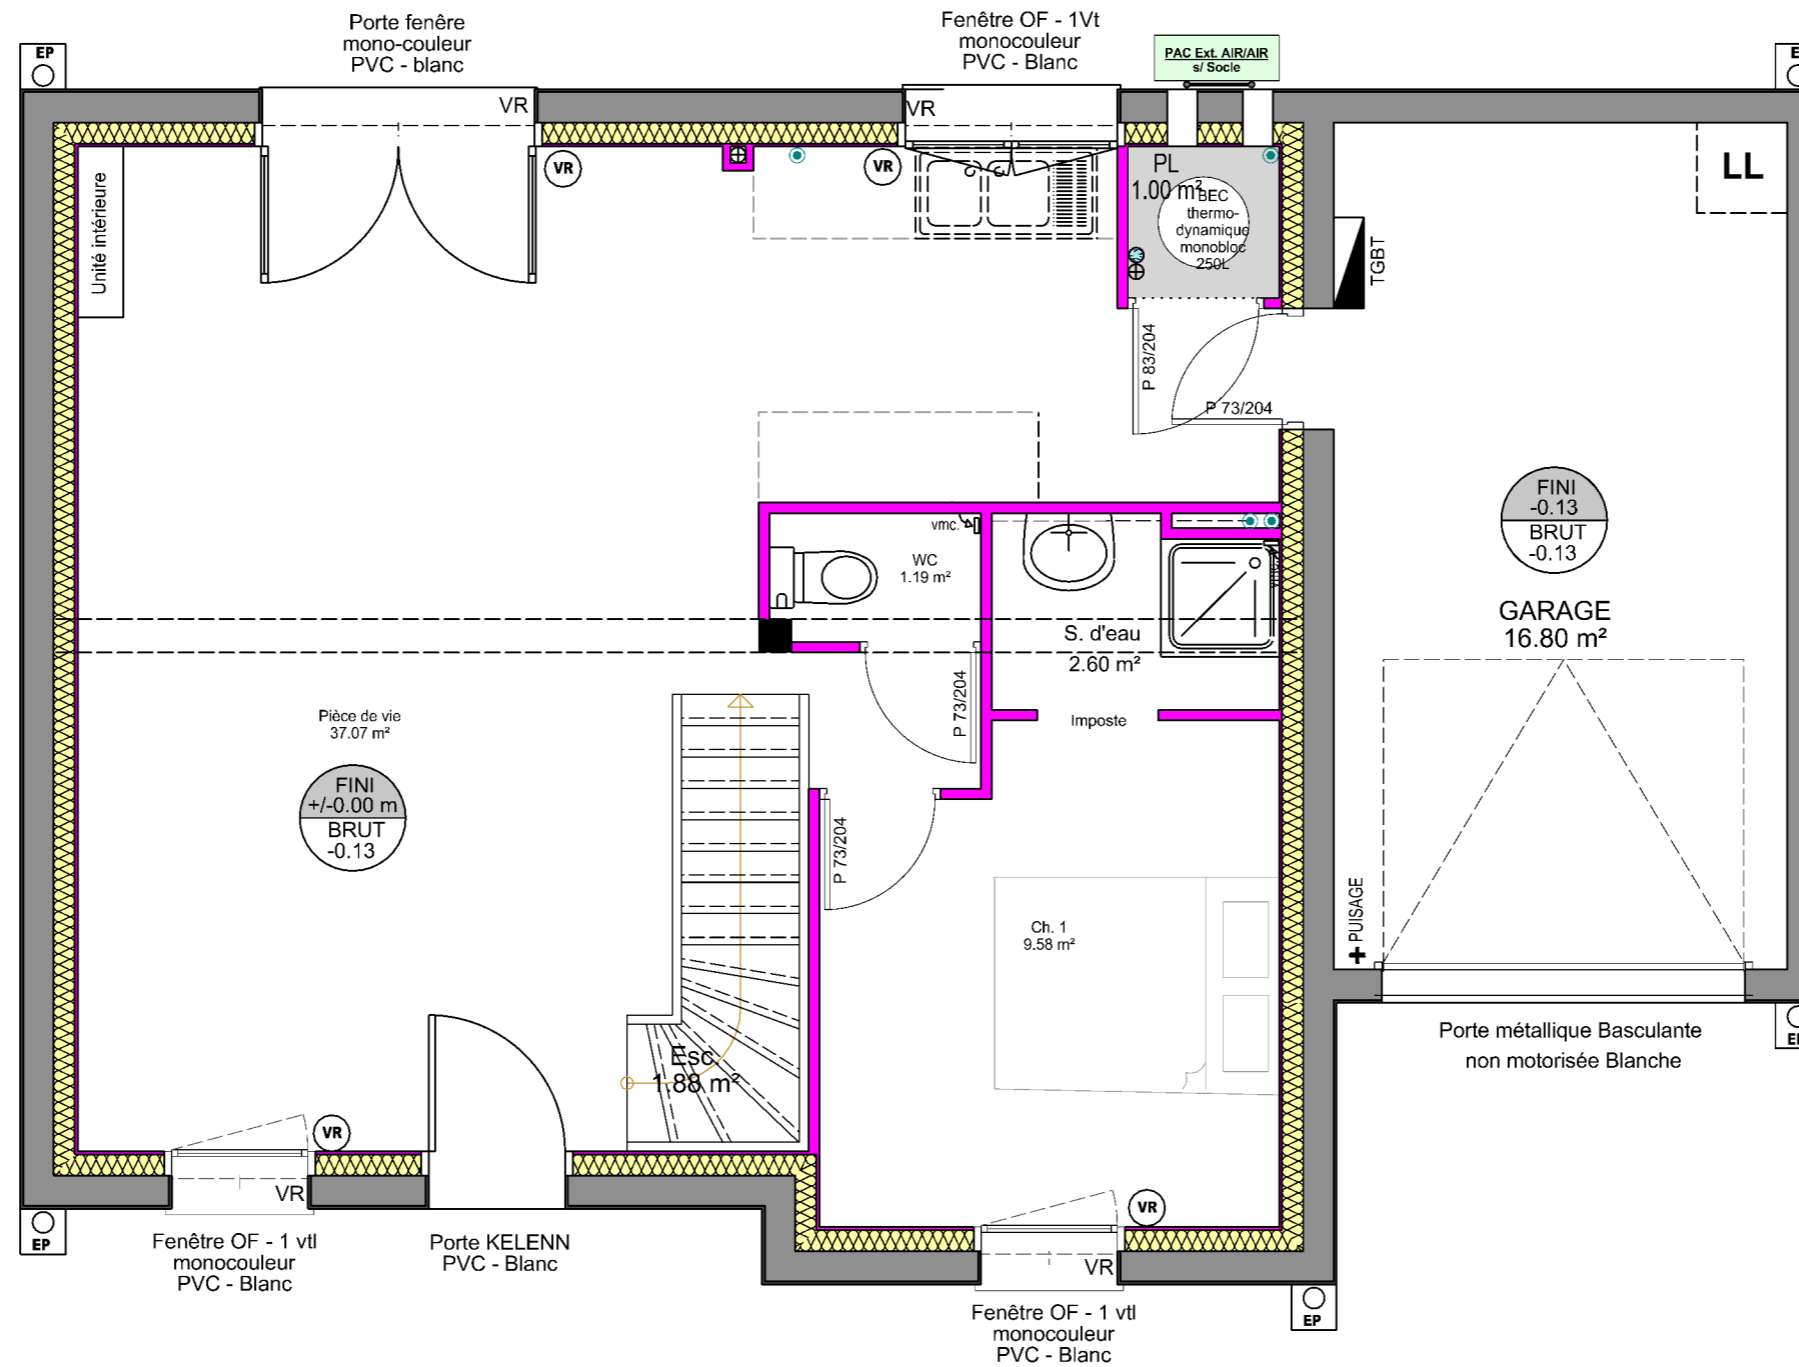 Porte fenêre
mono-couleur
PVC - blanc
Fenêtre OF - 1Vt
monocouleur
PVC - Blanc
PAC Ext. AIR/AIR
s/ Socle
EP
VR
VR
VR
VR
Unité intérieure
PL
1.00 m²
BEC
thermo-
dynamique
monobloc
250L
LL
TGBT
P 83/204
P 73/204
FINI
-0.13
BRUT
-0.13
GARAGE
16.80 m²
vmc.
WC
1.19 m²
S. d'eau
2.60 m²
P 73/204
Imposte
Pièce de vie
37.07 m²
FINI
+/-0.00 m
BRUT
-0.13
P 73/204
Ch. 1
9.58 m²
PUISAGE
Esc
1.88 m²
Porte métallique Basculante
non motorisée Blanche
VR
VR
VR
VR
EP
EP
Fenêtre OF - 1 vtl
monocouleur
PVC - Blanc
Porte KELENN
PVC - Blanc
Fenêtre OF - 1 vtl
monocouleur
PVC - Blanc